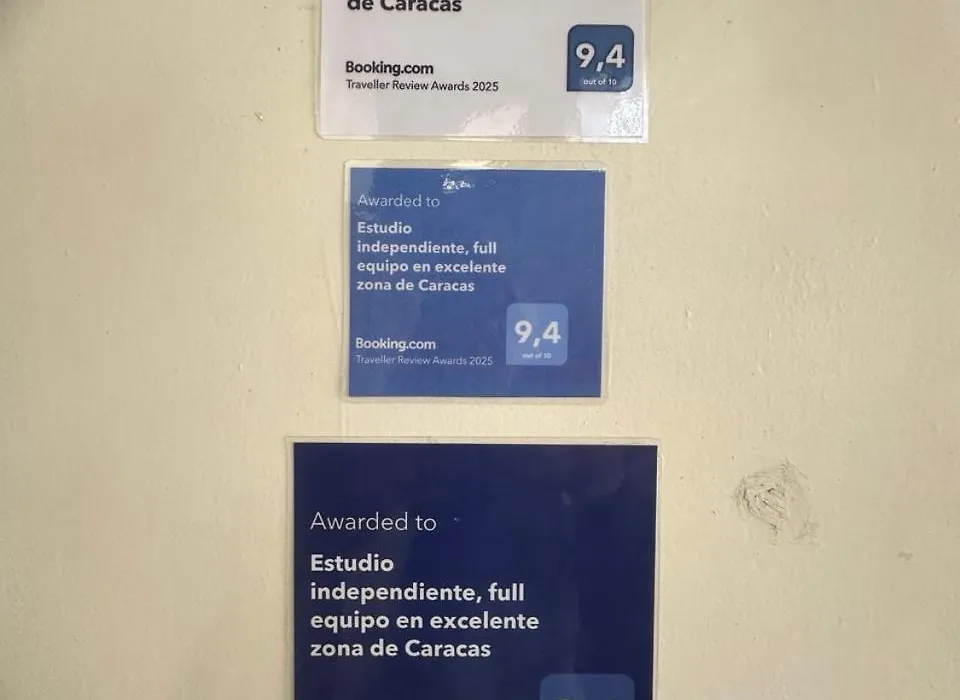 de Caracas
Booking.com
Traveller Review Awards 2025
9,4
out of 10
Awarded to
Estudio
independiente, full
equipo en excelente
zona de Caracas
Booking.com
Traveller Review Awards 2025
9,4
out of 10
Awarded to
Estudio
independiente, full
equipo en excelente
zona de Caracas